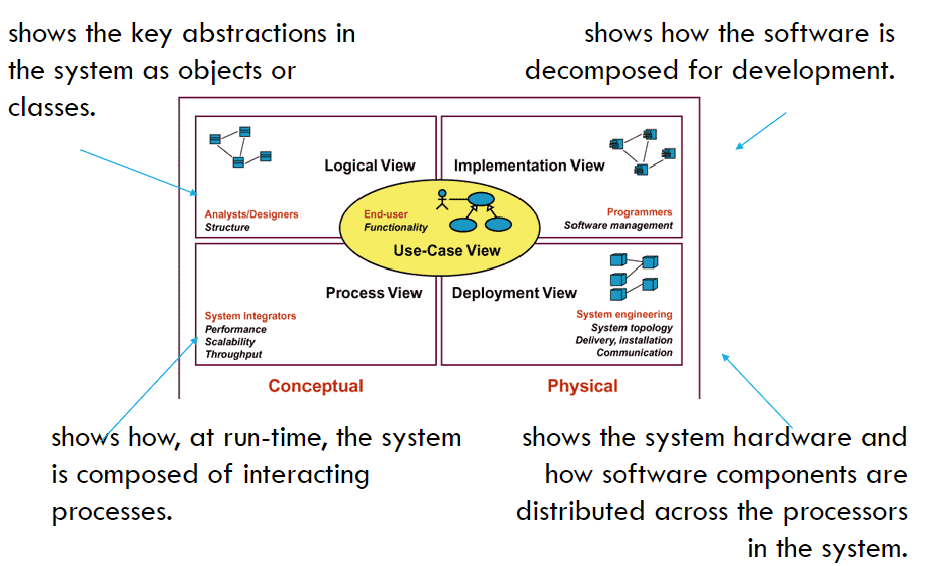 shows the key abstractions in
the system as objects or
classes.
shows how the software is
decomposed for development.
Logical View
Analysts/Designers
Structure
Implementation View
Programmers
Software management
End-user
Functionality
Use-Case View
Process View
System integrators
Performance
Scalability
Throughput
Deployment View
System engineering
System topology
Delivery, installation
Communication
Conceptual
Physical
shows how, at run-time, the system
is composed of interacting
processes.
shows the system hardware and
how software components are
distributed across the processors
in the system.